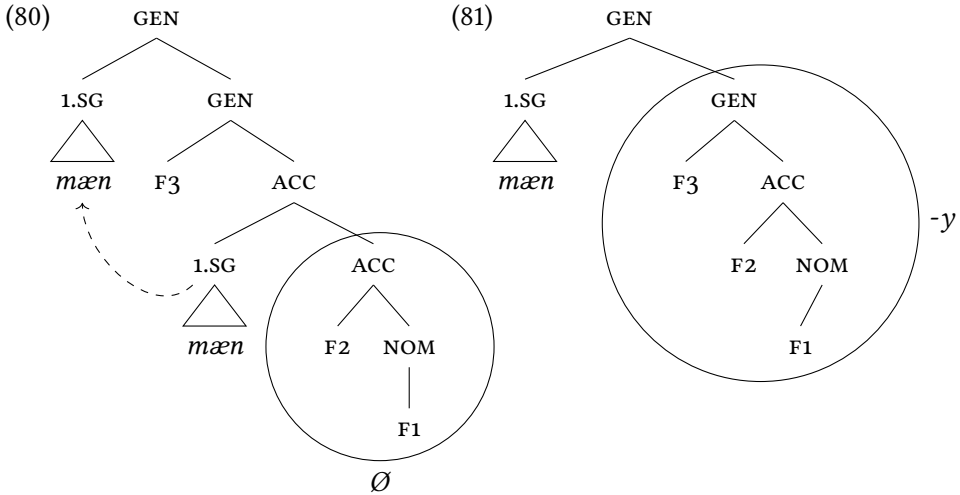 (80) GEN (81) GEN
1.SG GEN 1.SG GEN
mæn F3 ACC mæn F3 ACC
-y
1.SG ACC F2 NOM
mæn F2 NOM F1
F1
Ø